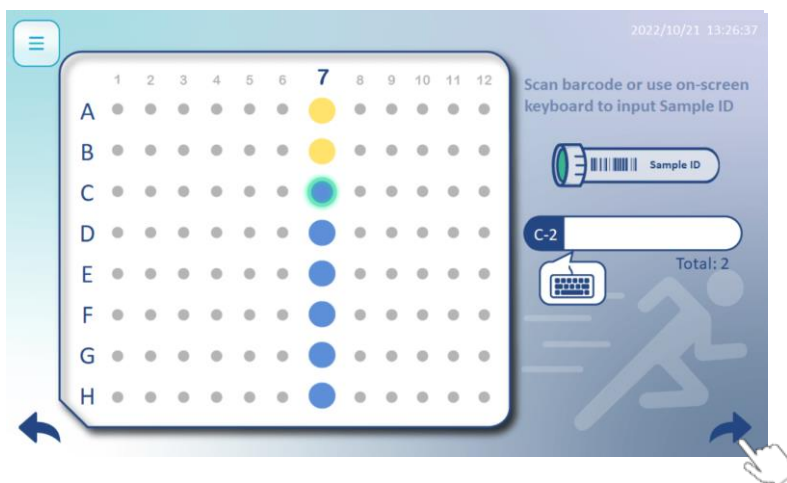 2022/10/21 13:26:37
1 2 3 4 5 6 7 8 9 10 11 12
A
B
C
D
E
F
G
H
Scan barcode or use on-screen
keyboard to input Sample ID
Sample ID
C-2
Total: 2